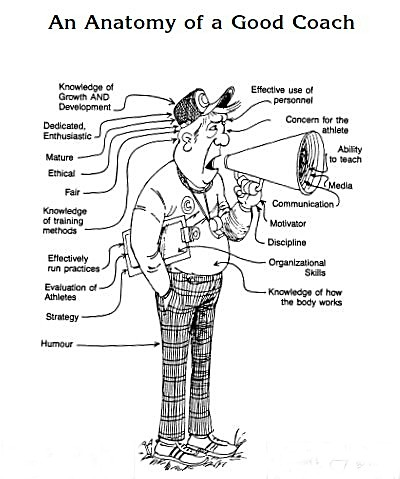 An Anatomy of a Good Coach
Knowledge of
Growth AND
Development
Dedicated,
Enthusiastic
Mature
Ethical
Fair
Knowledge
of training
methods
Effectively
run practices
Evaluation of
Athletes
Strategy
Humour
Effective use of
personnel
Concern for the
athlete
Ability
to teach
Media
Communication
Motivator
Discipline
Organizational
Skills
Knowledge of how
the body works
C
C